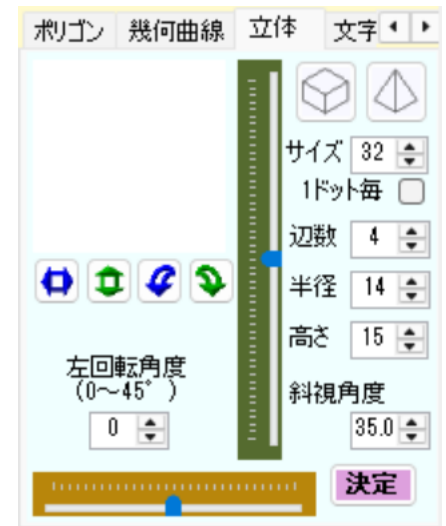 ポリゴン 幾何曲線 立体 文字
サイズ 32
1ドット毎
辺数 4
半径 14
高さ 15
左回転角度
(0～45°)
0
斜視角度
35.0
決定